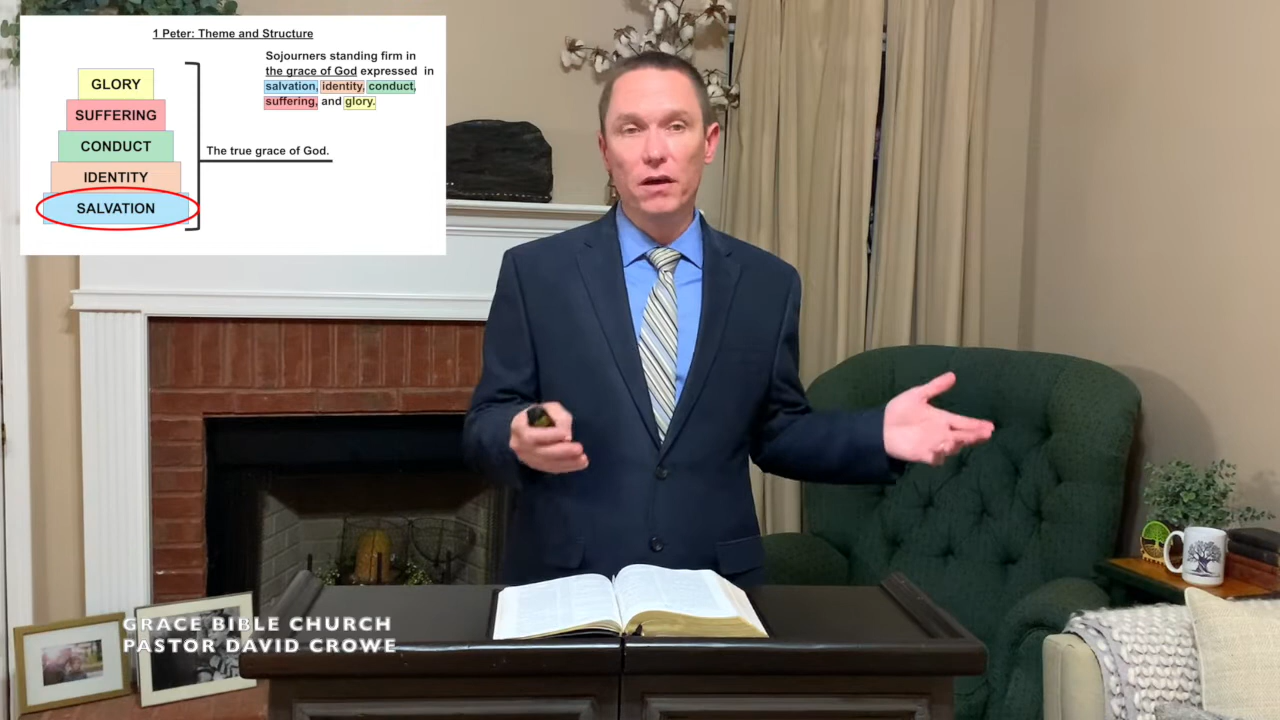 1 Peter: Theme and Structure
Sojourners standing firm in
the grace of God expressed in
salvation, identity, conduct,
suffering, and glory.
GLORY
SUFFERING
CONDUCT
IDENTITY
SALVATION
The true grace of God.
GRACE BIBLE CHURCH
PASTOR DAVID CROWE